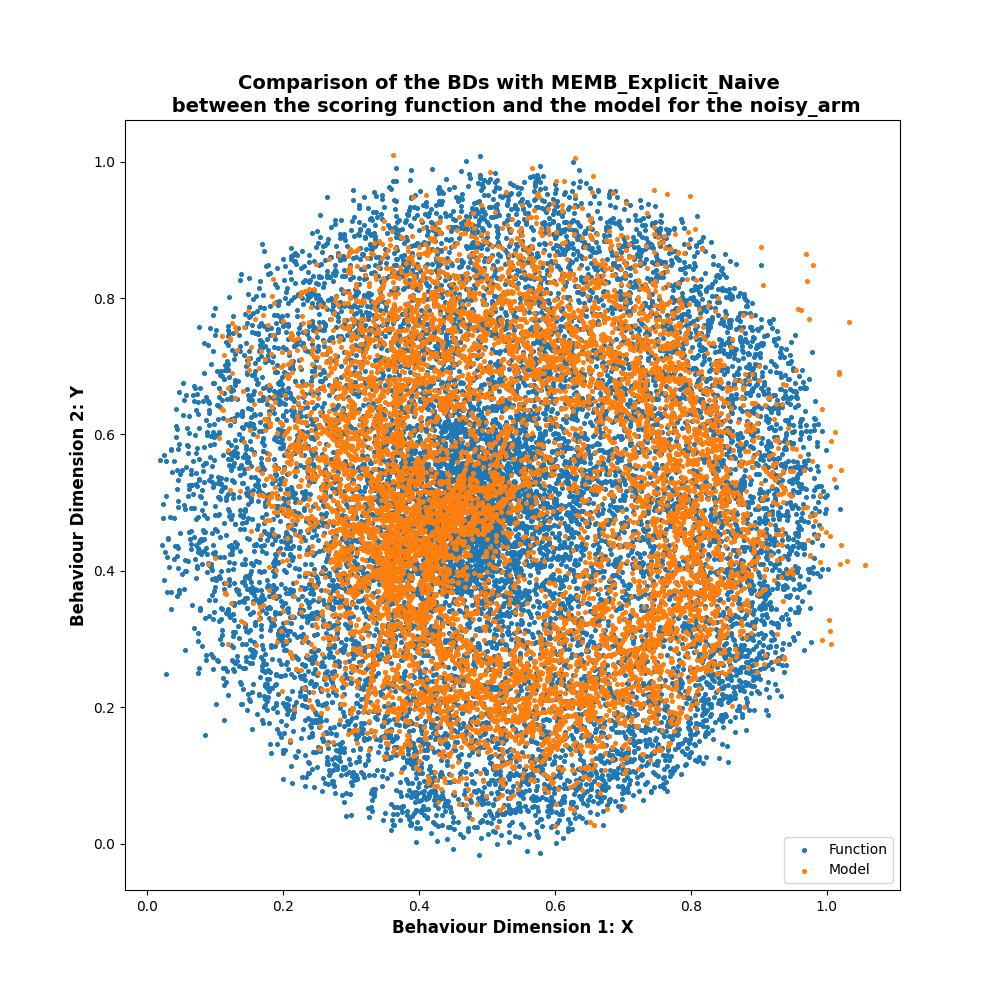 Comparison of the BDs with MEMB_Explicit_Naive
between the scoring function and the model for the noisy_arm
Behaviour Dimension 2: Y
1.0
0.8
0.6
0.4
0.2
0.0
0.0 0.2 0.4 0.6 0.8 1.0
Behaviour Dimension 1: X
Function
Model